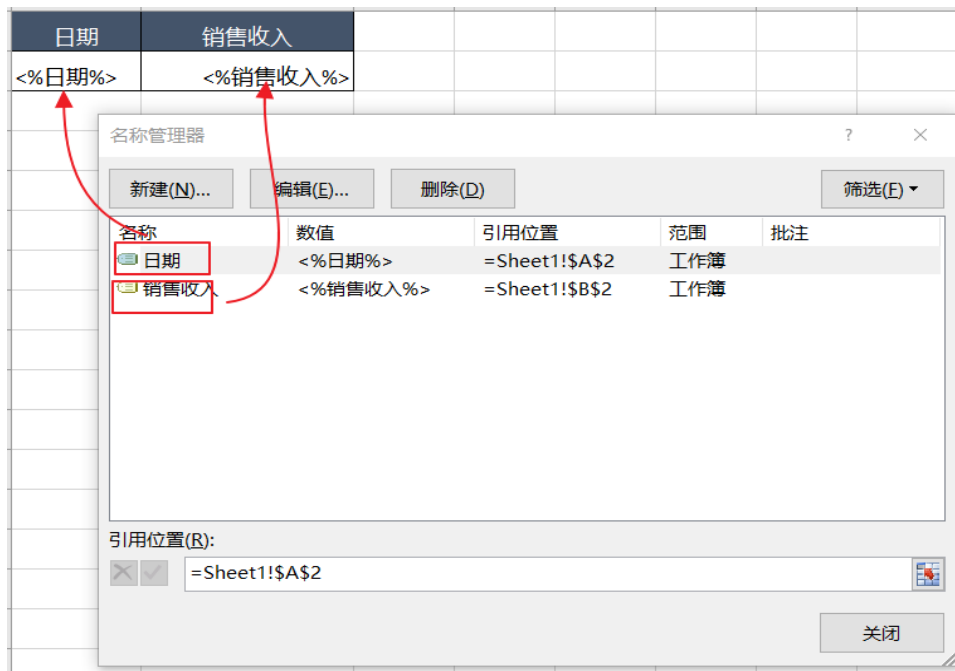 日期 销售收入
<%日期%> <%销售收入%>
名称管理器 ? ×
新建(N)... 编辑(E)... 删除(D) 筛选(F)
名称 数值 引用位置 范围 批注
日期 <%日期%> =Sheet1!$A$2 工作簿
销售收入 <%销售收入%> =Sheet1!$B$2 工作簿
引用位置(R):
=Sheet1!$A$2
关闭